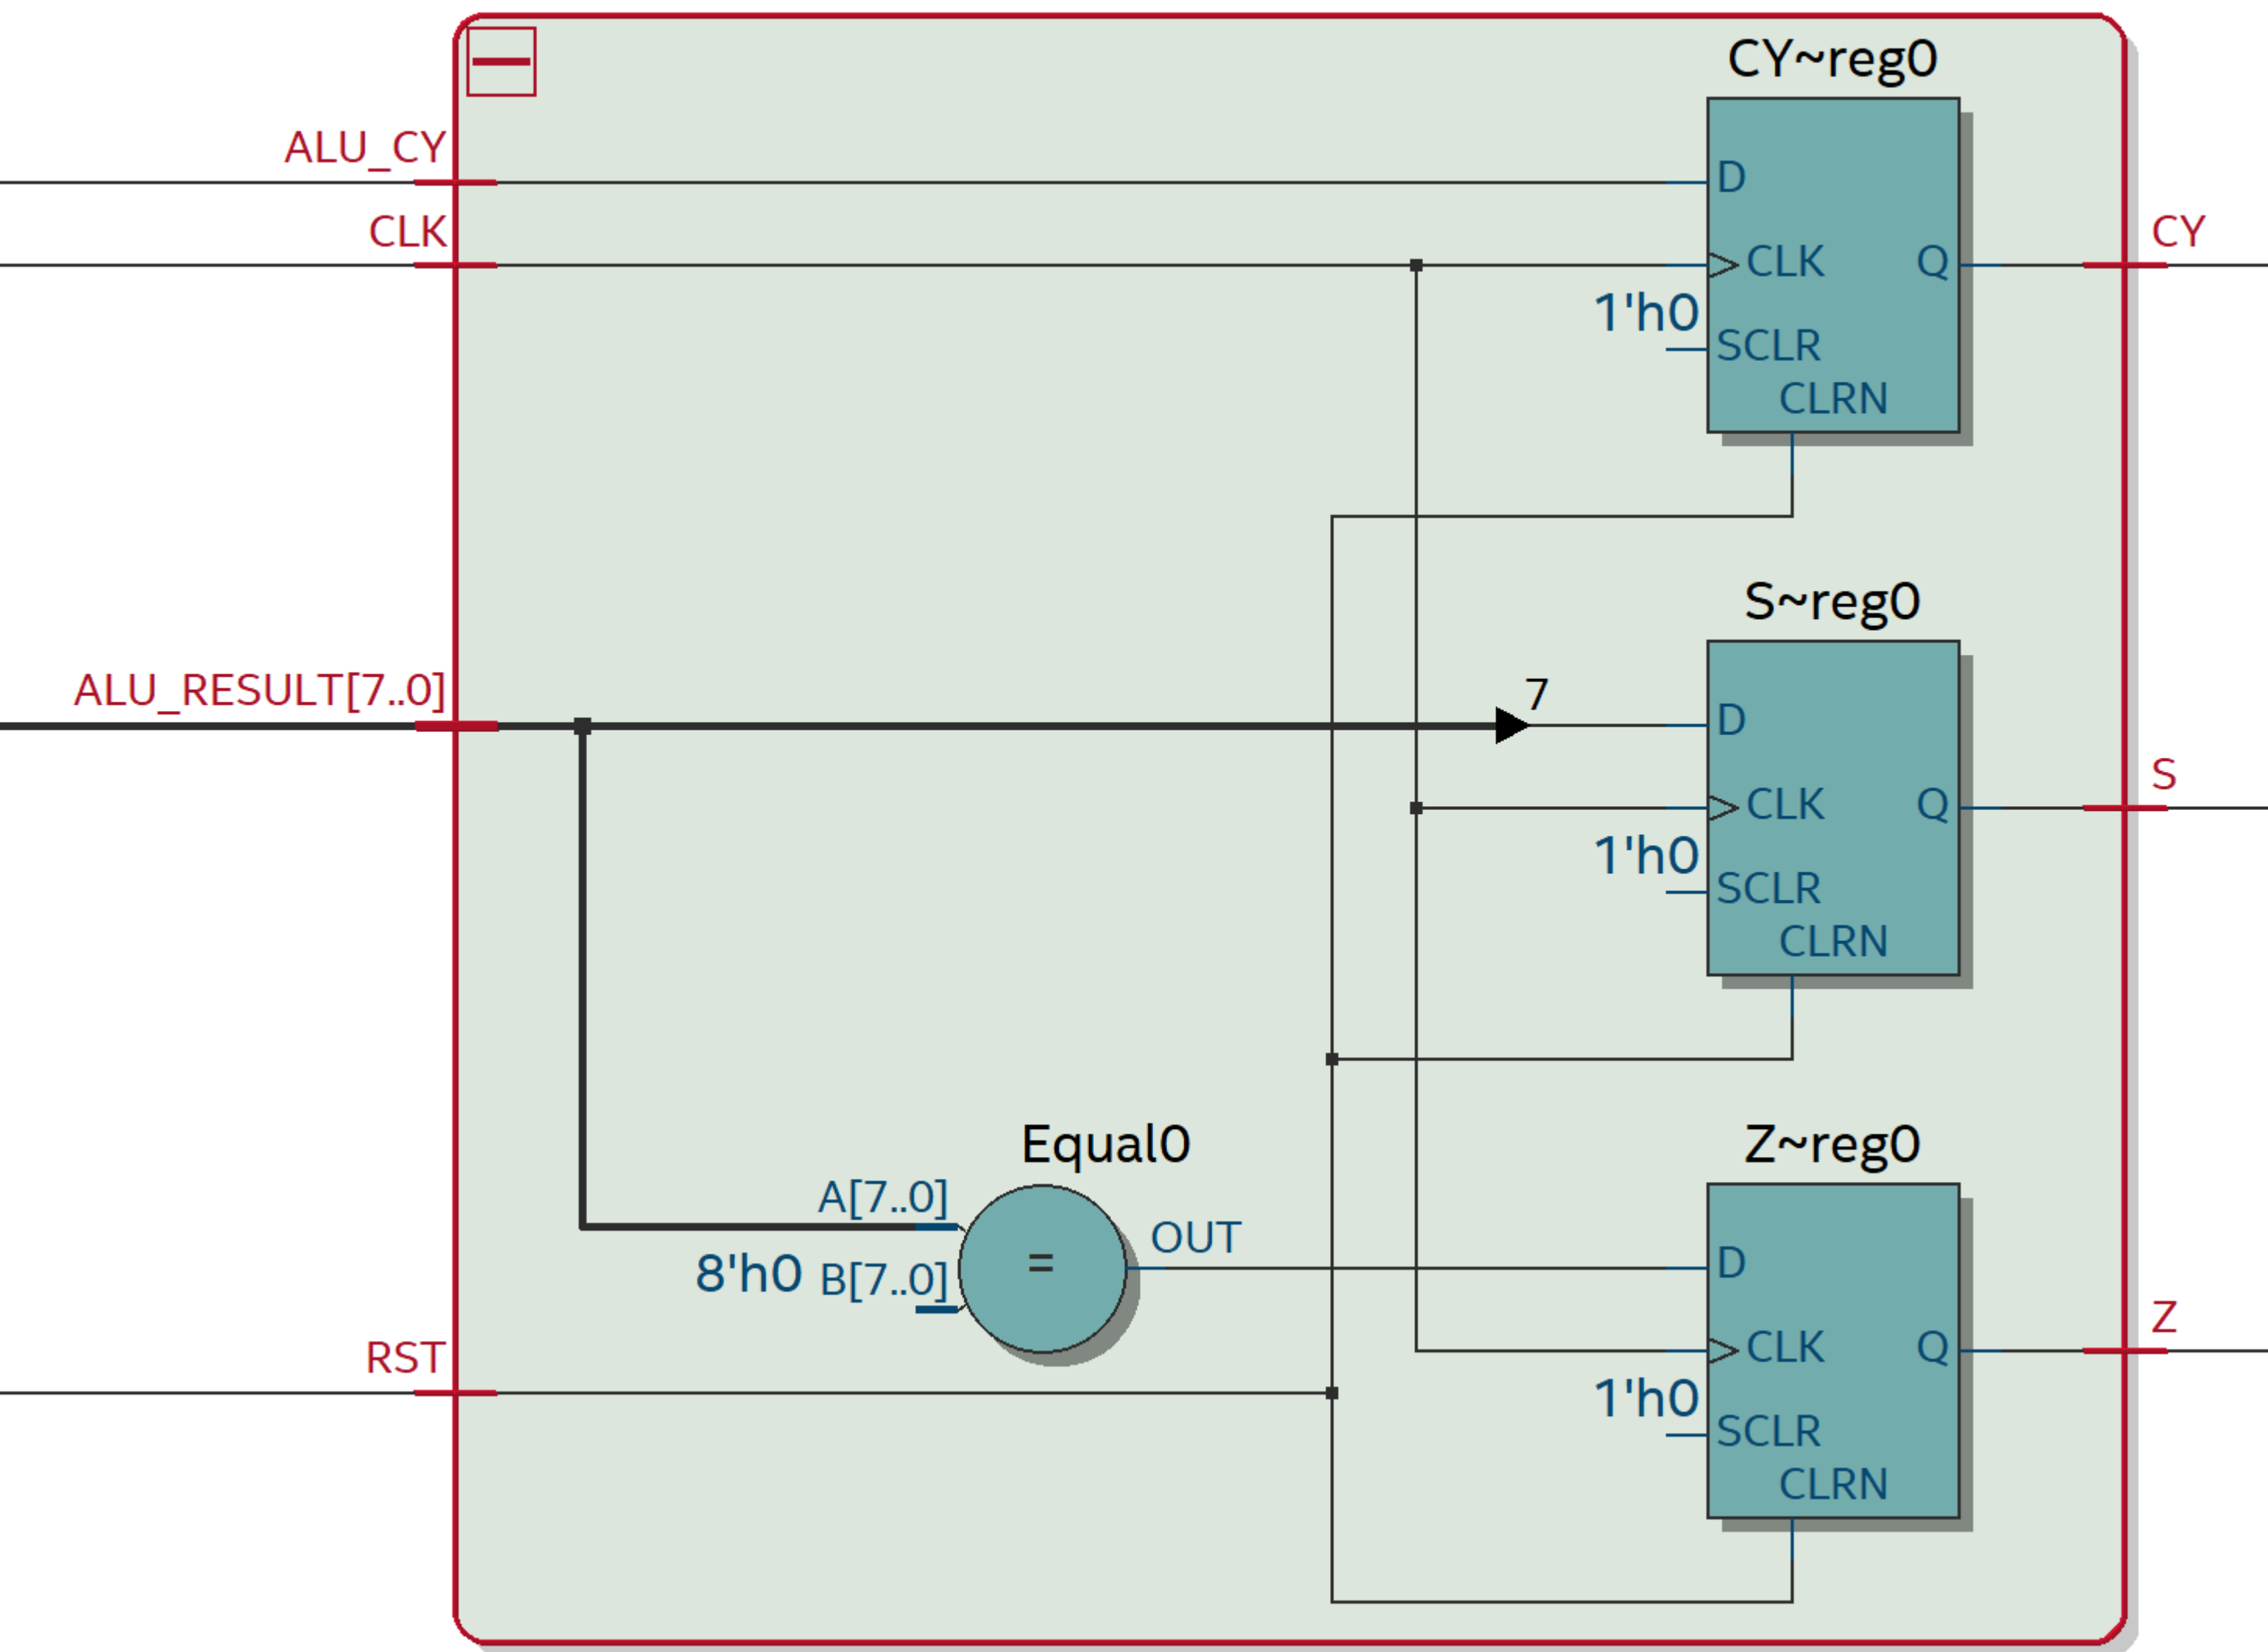 CY~reg0
ALU_CY
D
CLK
CLK
Q
CY
1'h0
SCLR
CLRN
S~reg0
ALU_RESULT[7..0]
7
D
CLK
Q
S
1'h0
SCLR
CLRN
Equal0
Z~reg0
A[7..0]
8'h0 B[7..0]
=
OUT
D
RST
CLK
Q
Z
1'h0
SCLR
CLRN